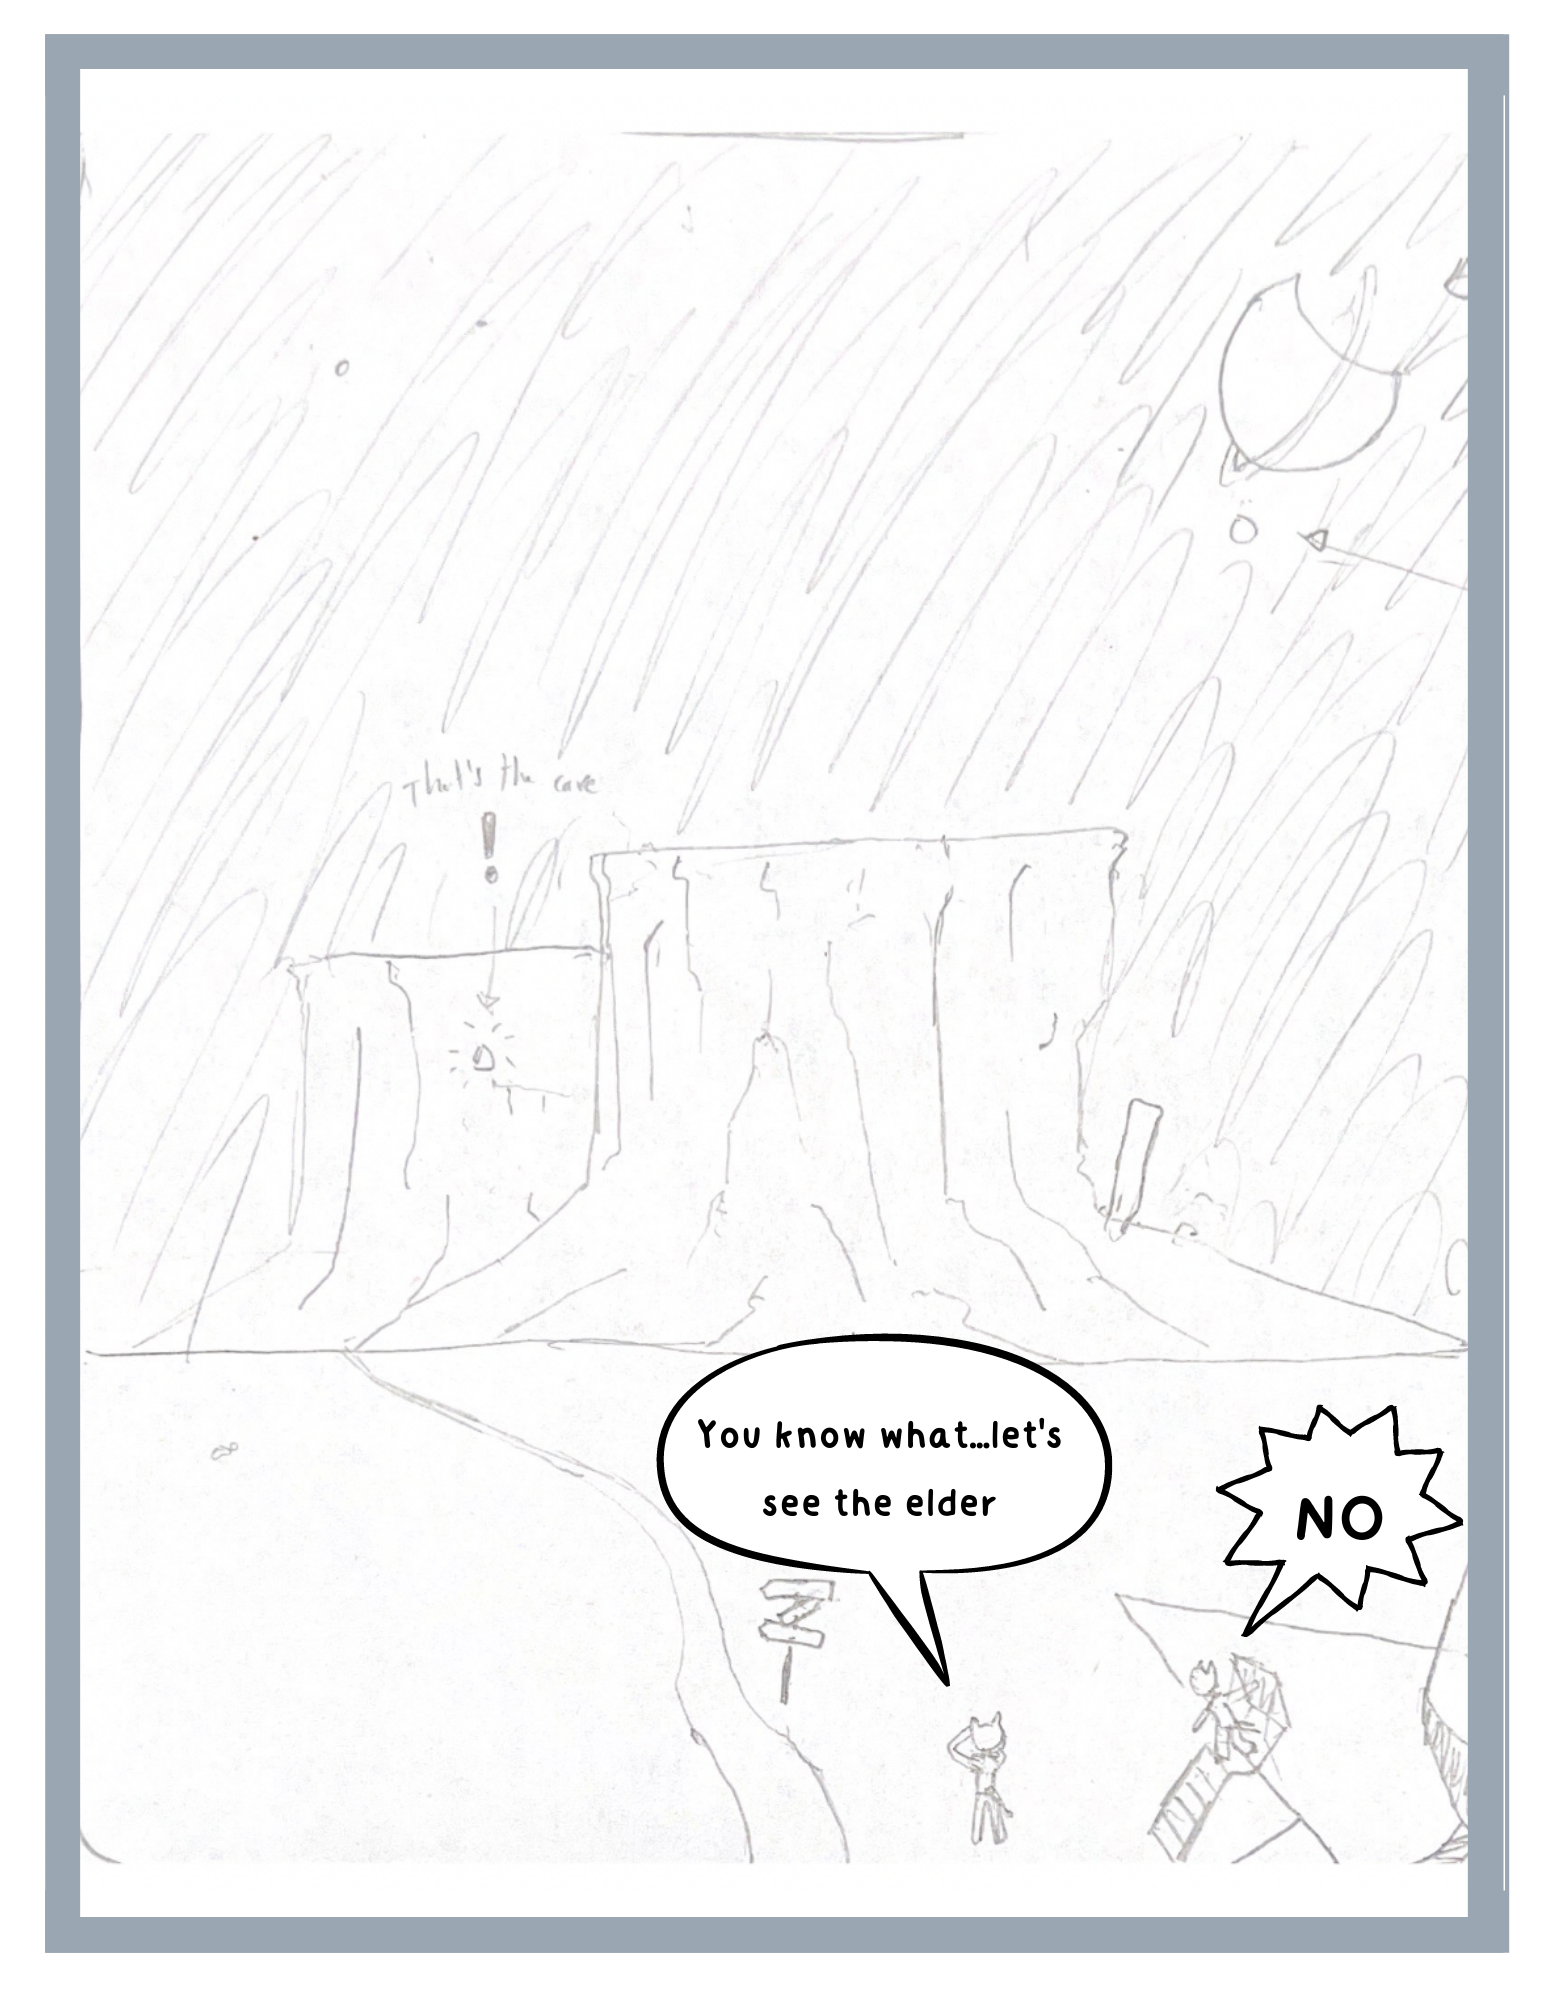 That's the cave
!
You know what...let's
see the elder
NO